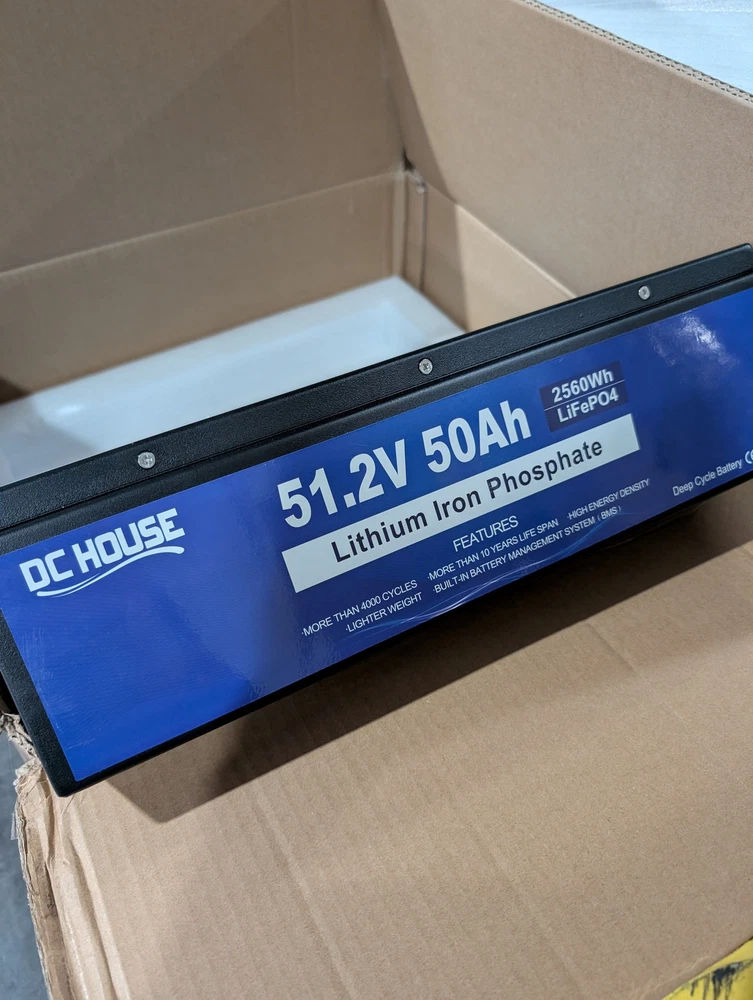 DC HOUSE
51.2V 50Ah
2560Wh
LiFePO4
Lithium Iron Phosphate
FEATURES
·MORE THAN 4000 CYCLES ·MORE THAN 10 YEARS LIFE SPAN ·HIGH ENERGY DENSITY
·LIGHTER WEIGHT ·BUILT-IN BATTERY MANAGEMENT SYSTEM (BMS)
Deep Cycle Battery CE